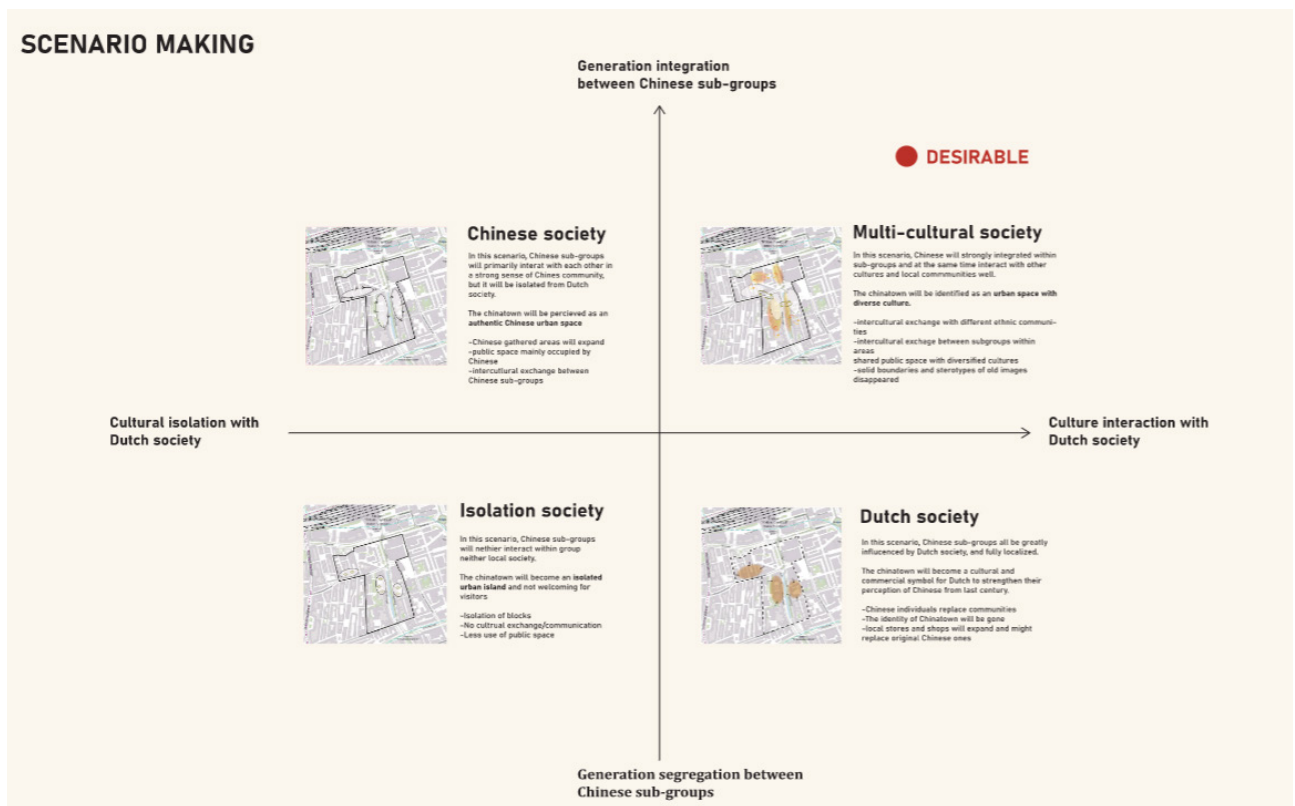 SCENARIO MAKING
Generation integration
between Chinese sub-groups
DESIRABLE
Chinese society
In this scenario, Chinese sub-groups
will primarily interat with each other in
a strong sense of Chines community,
but it will be isolated from Dutch
society.
The chinatown will be percieved as an
authentic Chinese urban space
-Chinese gathered areas will expand
-public space mainly occupied by
Chinese
-intercultrural exchange between
Chinese sub-groups
Multi-cultural society
In this scenario, Chinese will strongly integrated within
sub-groups and at the same time interact with other
cultures and local commmunities well.
The chinatown will be identified as an urban space with
diverse culture.
-intercultural exchange with different ethnic communi-
ties
-intercultural exchage between subgroups within
areas
shared public space with diversified cultures
-solid boundaries and sterotypes of old images
disappeared
Cultural isolation with
Dutch society
Culture interaction with
Dutch society
Isolation society
In this scenario, Chinese sub-groups
will nethier interact within group
neither local society.
The chinatown will become an isolated
urban island and not welcoming for
visitors
-Isolation of blocks
-No cultrual exchange/communication
-Less use of public space
Dutch society
In this scenario, Chinese sub-groups all be greatly
influcenced by Dutch society, and fully localized.
The chinatown will become a cultural and
commercial symbol for Dutch to strengthen their
perception of Chinese from last century.
-Chinese individuals replace communities
-The identity of Chinatown will be gone
-local stores and shops will expand and might
replace original Chinese ones
Generation segregation between
Chinese sub-groups